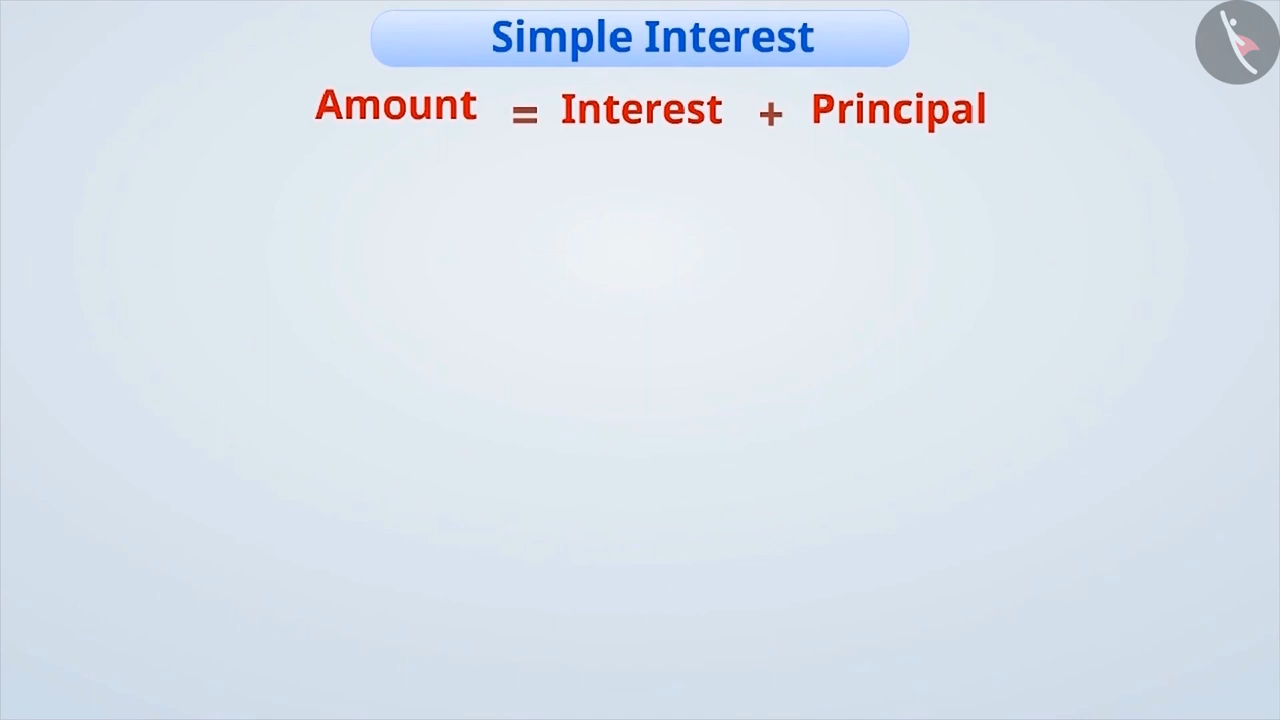 Simple Interest
Amount = Interest + Principal